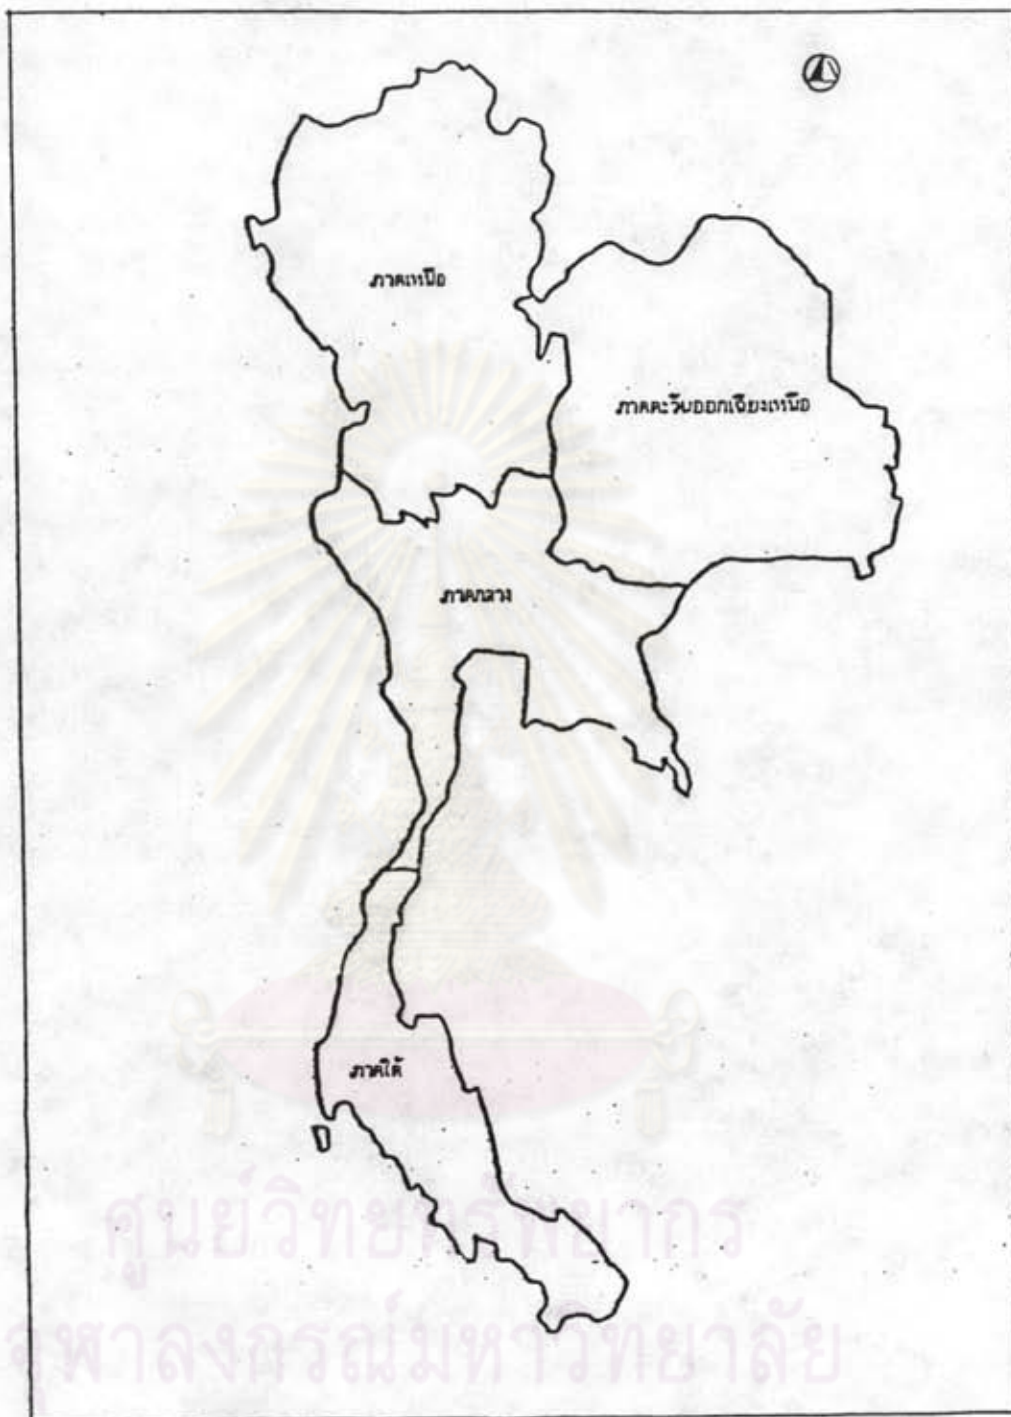 ภาคเหนือ
ภาคตะวันออกเฉียงเหนือ
ภาคกลาง
ภาคใต้
ศูนย์วิทยทรัพยากร
จุฬาลงกรณ์มหาวิทยาลัย